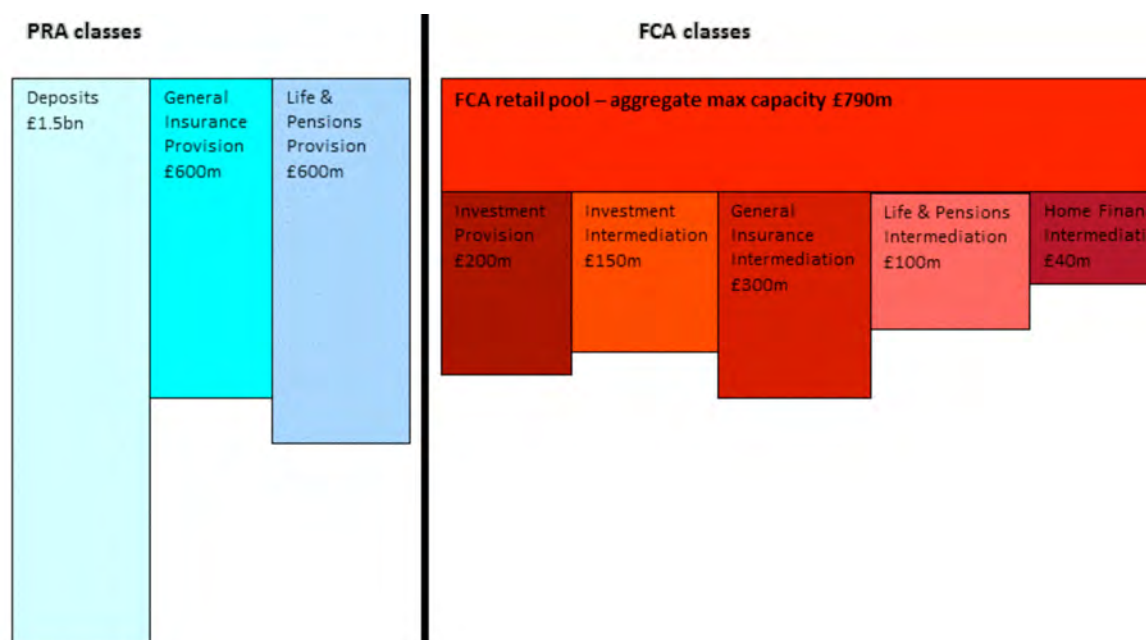 PRA classes
FCA classes
Deposits
£1.5bn
General
Insurance
Provision
£600m
Life &
Pensions
Provision
£600m
FCA retail pool – aggregate max capacity £790m
Investment
Provision
£200m
Investment
Intermediation
£150m
General
Insurance
Intermediation
£300m
Life & Pensions
Intermediation
£100m
Home
£40m